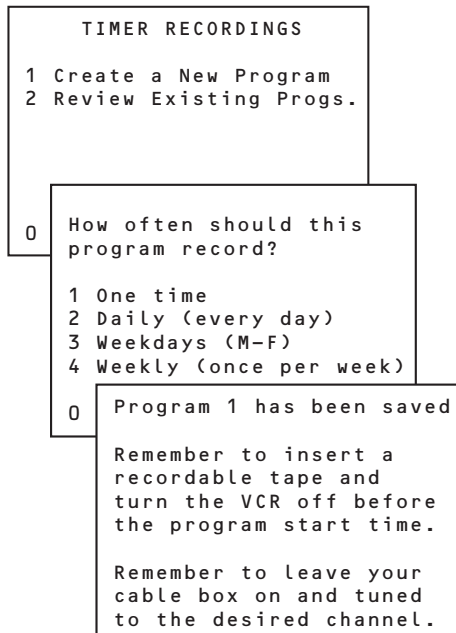 TIMER RECORDINGS
1 Create a New Program
2 Review Existing Progs.
0
How often should this
program record?
1 One time
2 Daily (every day)
3 Weekdays (M–F)
4 Weekly (once per week)
0
Program 1 has been saved
Remember to insert a
recordable tape and
turn the VCR off before
the program start time.
Remember to leave your
cable box on and tuned
to the desired channel.